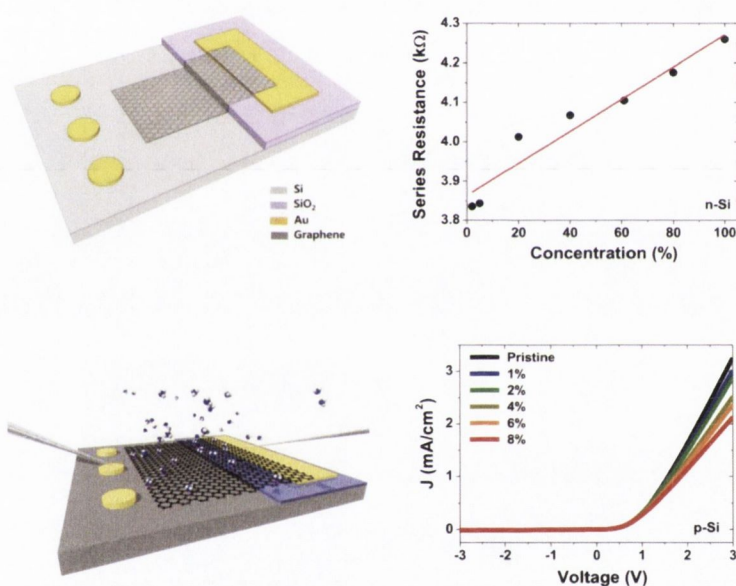 Si
SiO2
Au
Graphene
4.3
4.2
4.1
4.0
3.9
3.8
Series Resistance (kΩ)
0 20 40 60 80 100
Concentration (%)
n-Si
3
2
1
0
J (mA/cm²)
Pristine
1%
2%
4%
6%
8%
p-Si
-3 -2 -1 0 1 2 3
Voltage (V)